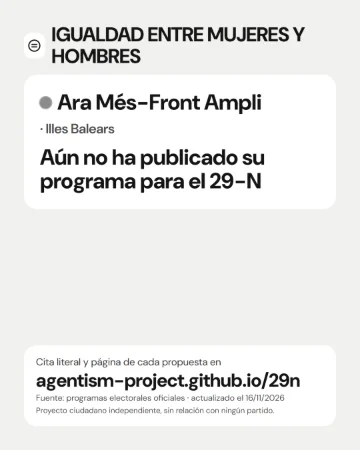 IGUALDAD ENTRE MUJERES Y
HOMBRES
Ara Més-Front Ampli
· Illes Balears
Aún no ha publicado su
programa para el 29-N
Cita literal y página de cada propuesta en
agentism-project.github.io/29n
Fuente: programas electorales oficiales · actualizado el 16/11/2026
Proyecto ciudadano independiente, sin relación con ningún partido.